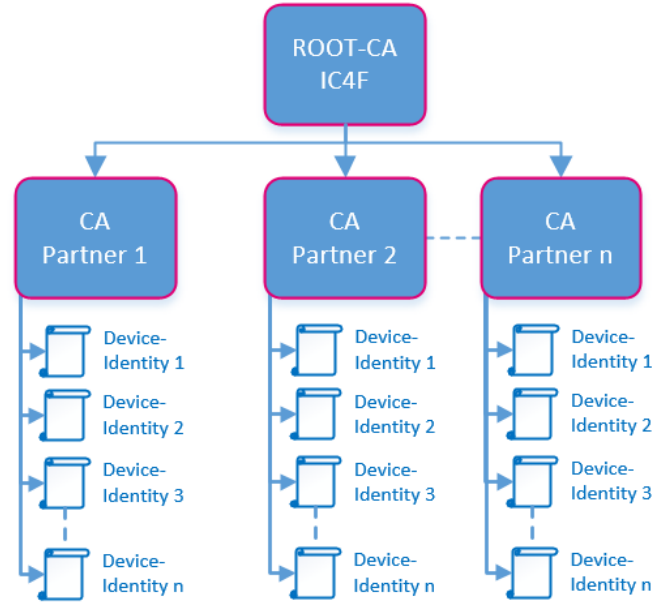 ROOT-CA
IC4F
CA
Partner 1
CA
Partner 2
CA
Partner n
Device-
Identity 1
Device-
Identity 2
Device-
Identity 3
Device-
Identity n
Device-
Identity 1
Device-
Identity 2
Device-
Identity 3
Device-
Identity n
Device-
Identity 1
Device-
Identity 2
Device-
Identity 3
Device-
Identity n